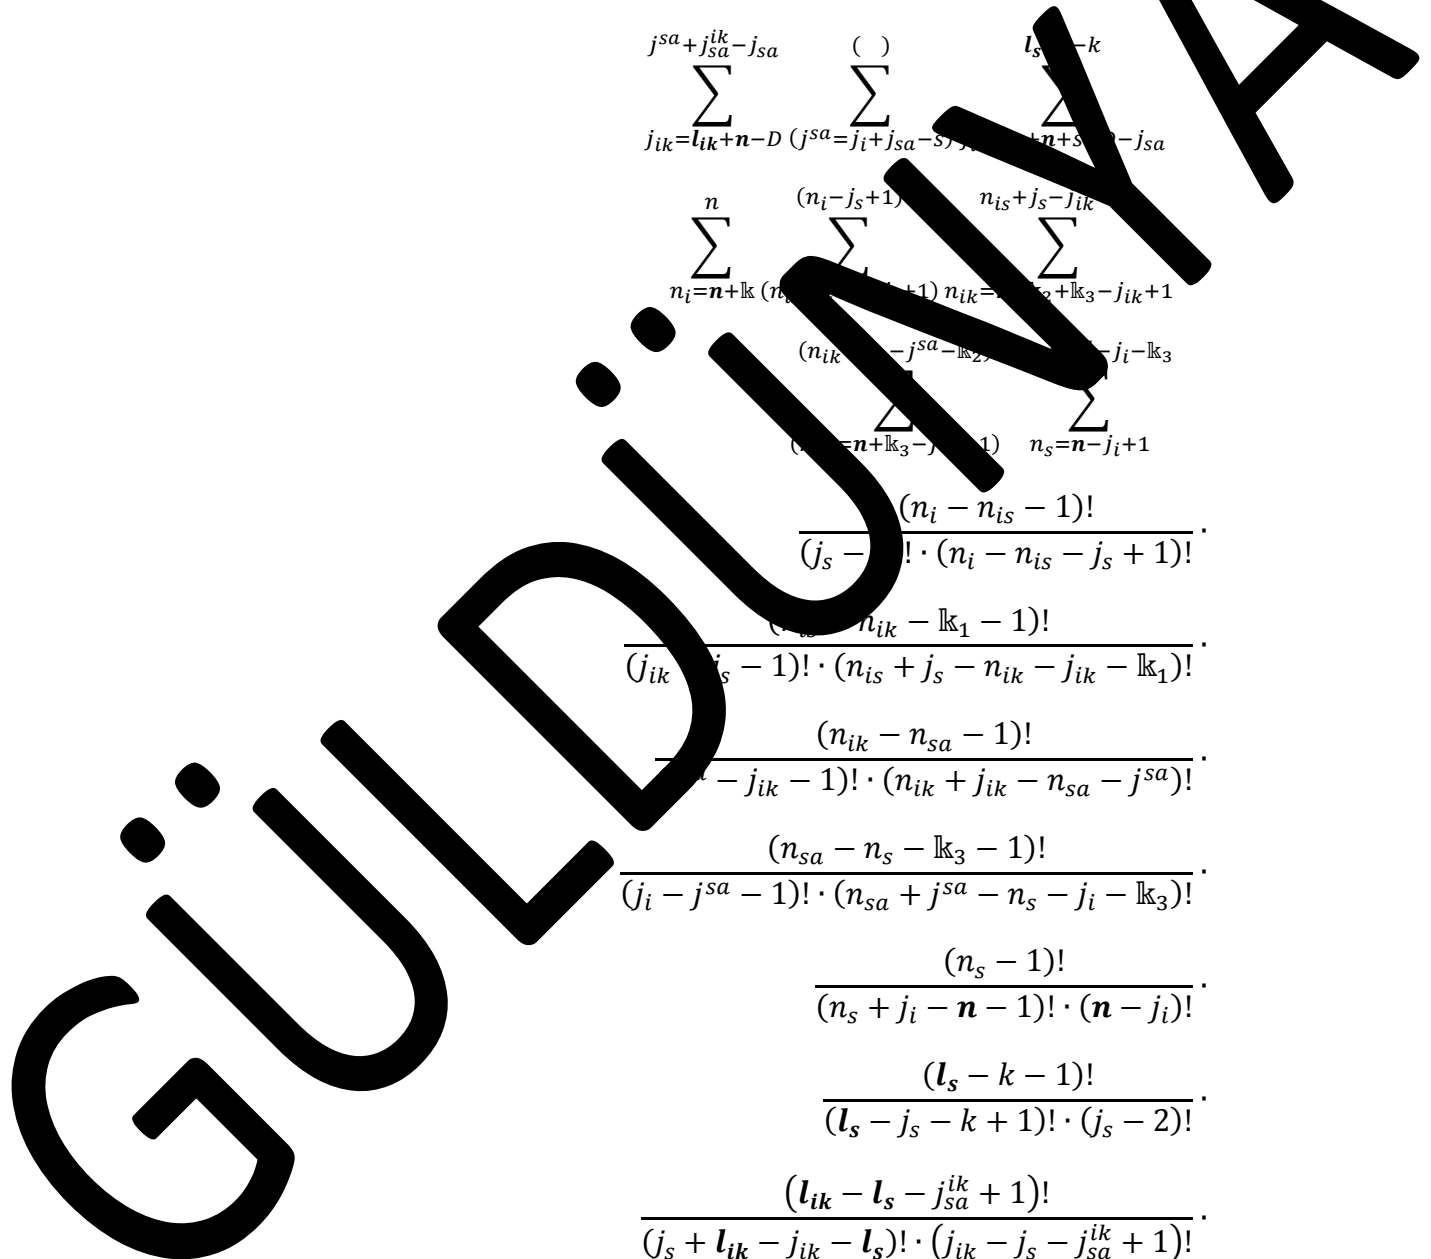 j^{sa}+j_{sa}^{ik}−j_{sa} ( )
∑ ∑ ∑
j_{ik}=l_{ik}+n−D (j^{sa}=j_i+j_{sa}−s)
n (n_i−j_s+1) n_{is}+j_s−j_{ik}
∑ ∑ ∑
n_i=n+𝕜
∑ ∑
n_s=n−j_i+1
(n_i − n_{is} − 1)!
! · (n_i − n_{is} − j_s + 1)! ·
n_{ik} − 𝕜_1 − 1)!
(j_{ik} j_s − 1)! · (n_{is} + j_s − n_{ik} − j_{ik} − 𝕜_1)! ·
(n_{ik} − n_{sa} − 1)!
− j_{ik} − 1)! · (n_{ik} + j_{ik} − n_{sa} − j^{sa})! ·
(n_{sa} − n_s − 𝕜_3 − 1)!
(j_i − j^{sa} − 1)! · (n_{sa} + j^{sa} − n_s − j_i − 𝕜_3)! ·
(n_s − 1)!
(n_s + j_i − n − 1)! · (n − j_i)! ·
(l_s − k − 1)!
(l_s − j_s − k + 1)! · (j_s − 2)! ·
(l_{ik} − l_s − j_{sa}^{ik} + 1)!
(j_s + l_{ik} − j_{ik} − l_s)! · (j_{ik} − j_s − j_{sa}^{ik} + 1)! ·
GÜLDÜNYA